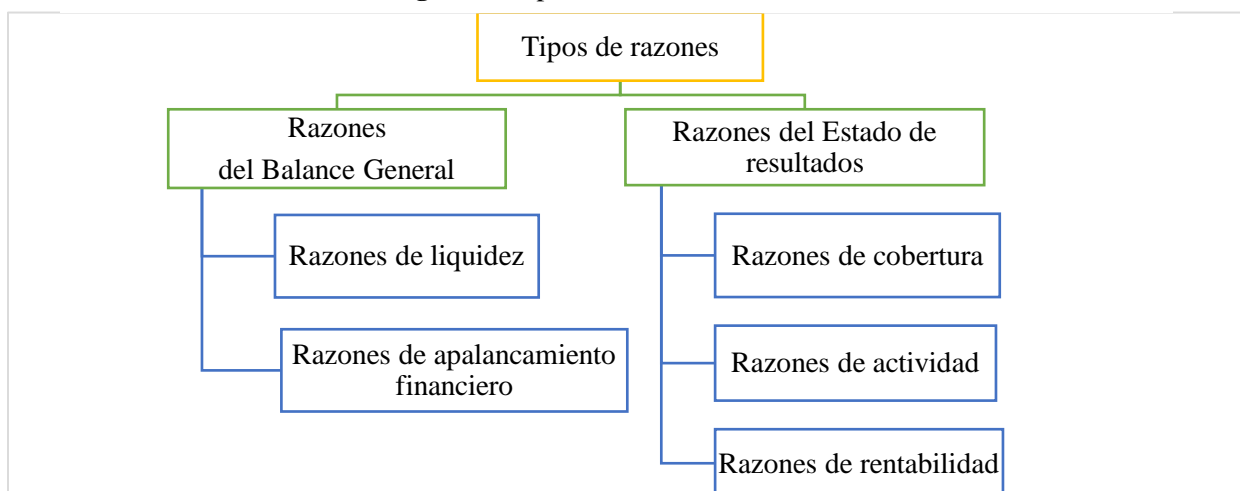 Tipos de razones
Razones
del Balance General
Razones de liquidez
Razones de apalancamiento
financiero
Razones del Estado de
resultados
Razones de cobertura
Razones de actividad
Razones de rentabilidad